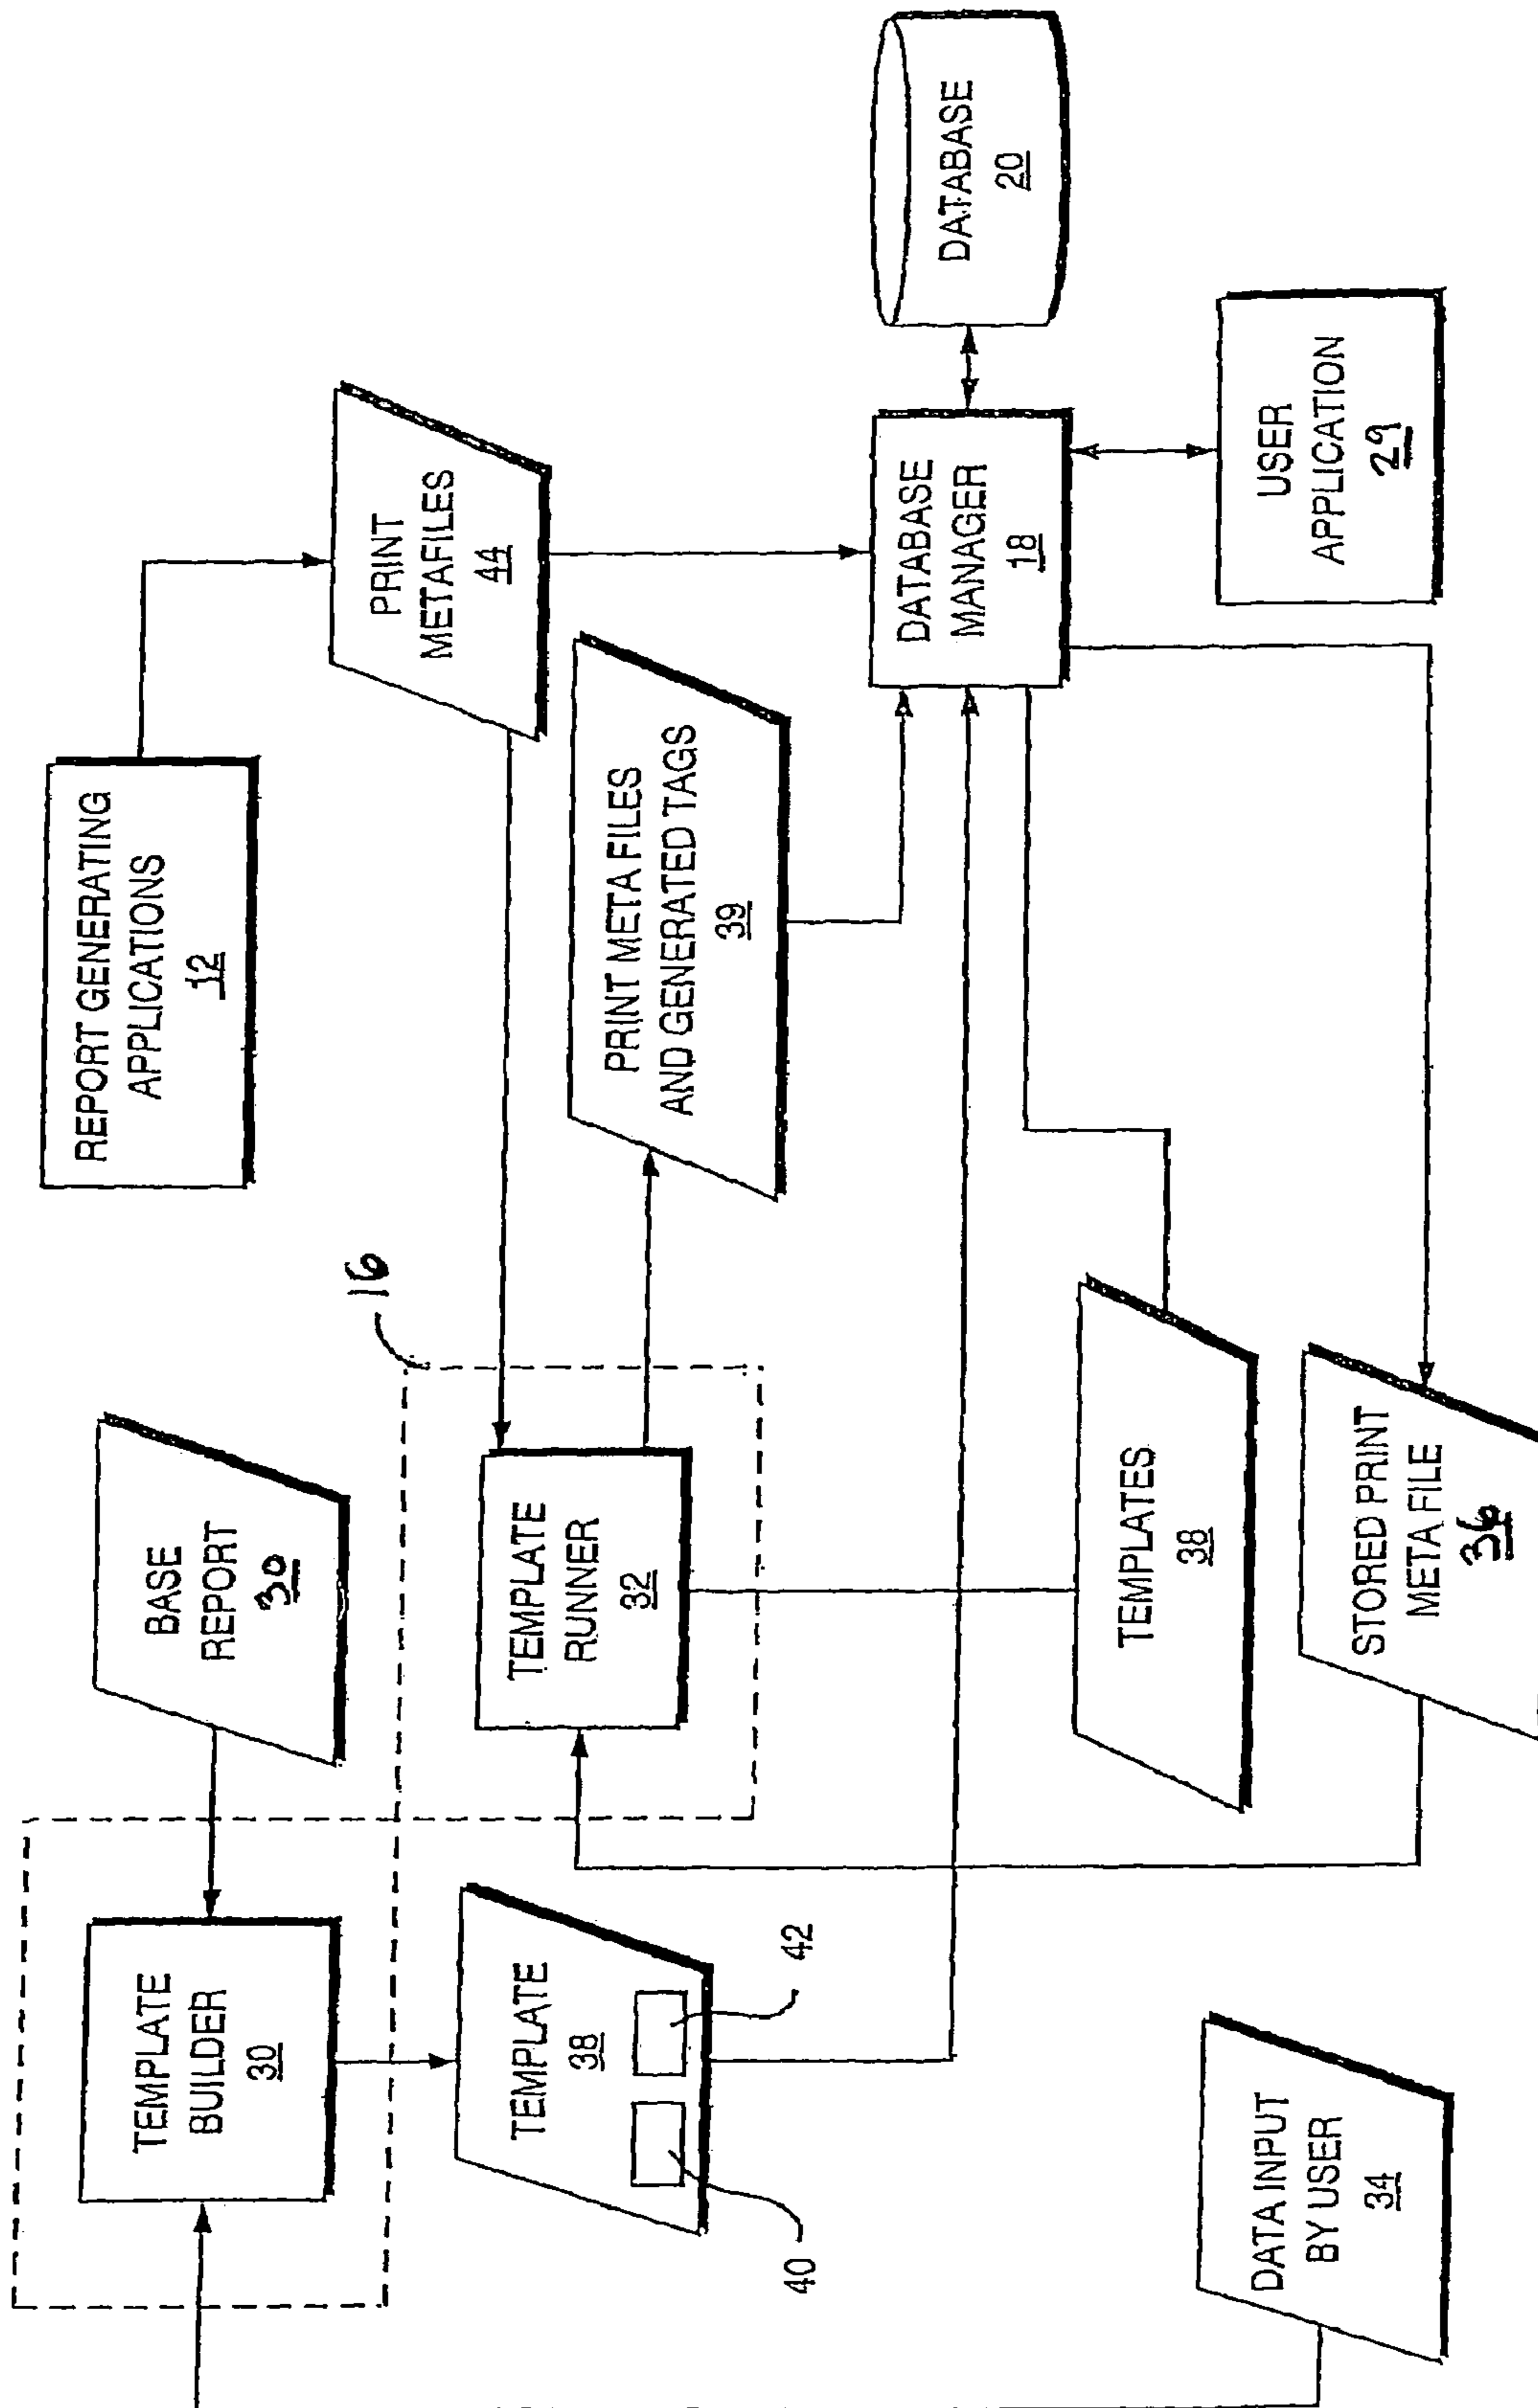 TEMPLATE
BUILDER
30
BASE
REPORT
30
REPORT GENERATING
APPLICATIONS
12
16
PRINT
METAFILES
44
TEMPLATE
38
40
42
TEMPLATE
RUNNER
32
PRINT META FILES
AND GENERATED TAGS
39
DATABASE
MANAGER
18
DATABASE
20
DATA INPUT
BY USER
34
TEMPLATES
38
STORED PRINT
META FILE
36
USER
APPLICATION
29